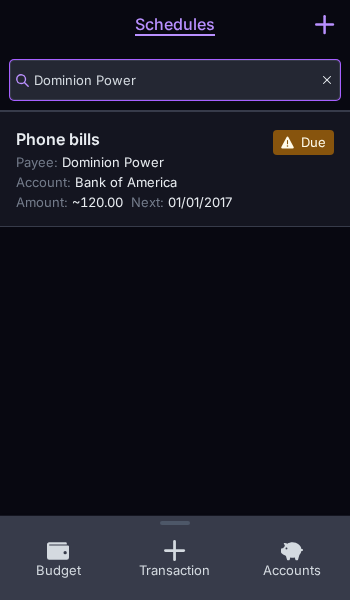 Schedules
Dominion Power
Phone bills
Due
Payee: Dominion Power
Account: Bank of America
Amount: ~120.00 Next: 01/01/2017
Budget
Transaction
Accounts